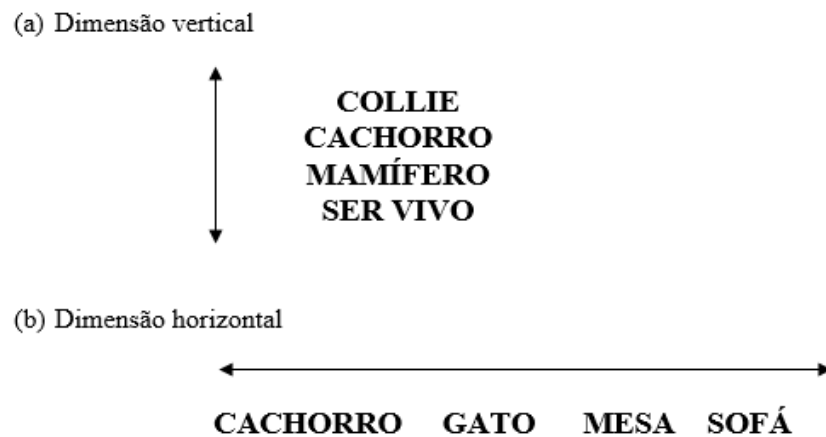 (a) Dimensão vertical
COLLIE
CACHORRO
MAMÍFERO
SER VIVO
(b) Dimensão horizontal
CACHORRO GATO MESA SOFÁ